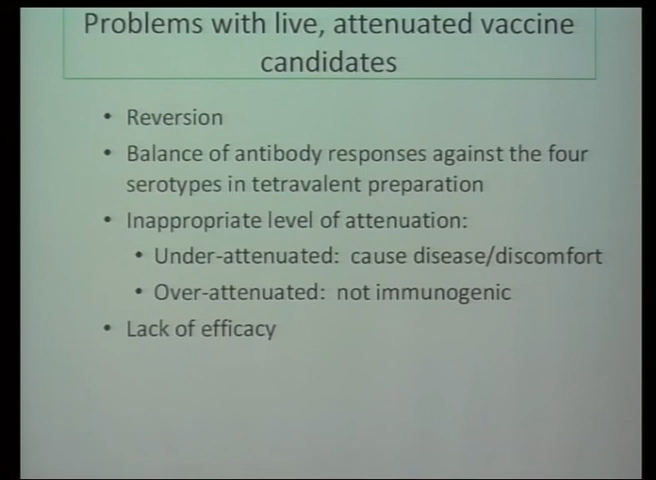 Problems with live, attenuated vaccine
candidates
• Reversion
• Balance of antibody responses against the four
serotypes in tetravalent preparation
• Inappropriate level of attenuation:
• Under-attenuated: cause disease/discomfort
• Over-attenuated: not immunogenic
• Lack of efficacy